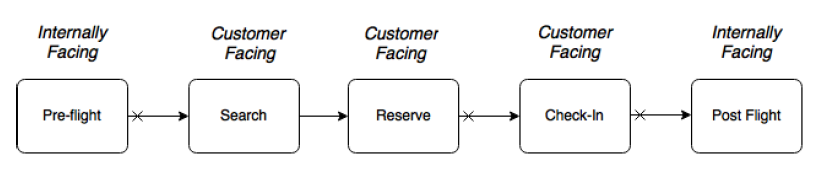 Internally
Facing
Customer
Facing
Customer
Facing
Customer
Facing
Internally
Facing
Pre-flight
Search
Reserve
Check-In
Post Flight